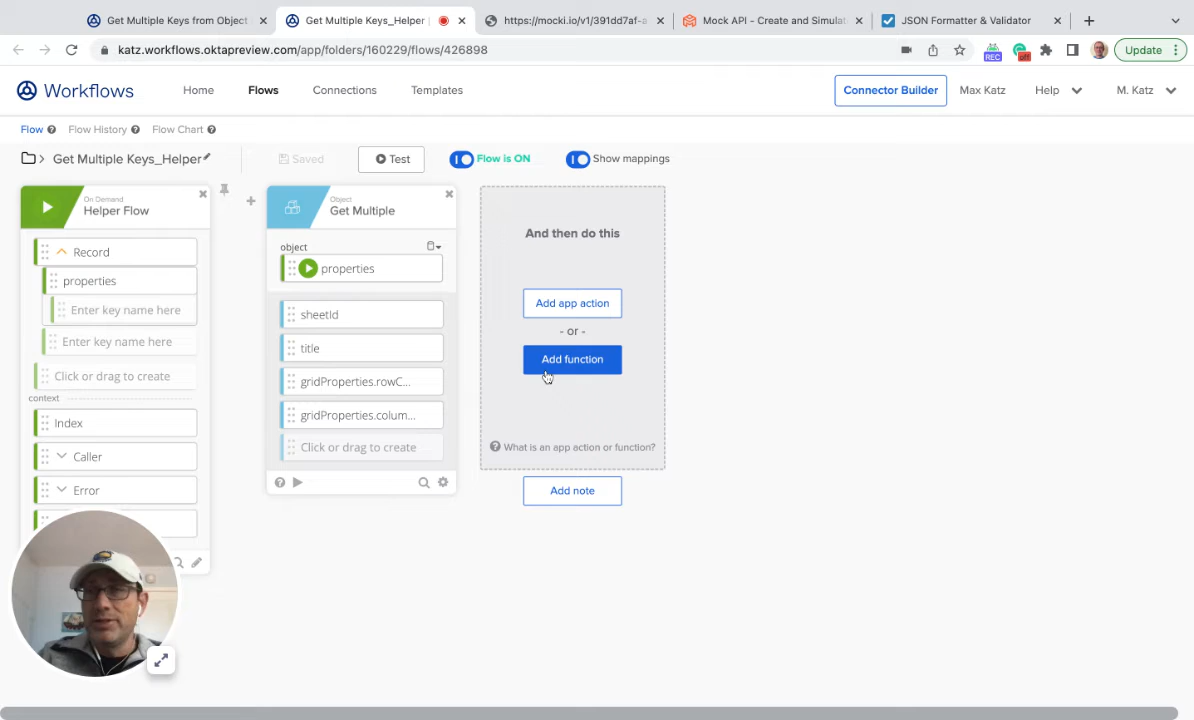 Get Multiple Keys from Object
Get Multiple Keys_Helper |
https://mocki.io/v1/391dd7af-a
Mock API - Create and Simulat
JSON Formatter & Validator
katz.workflows.oktapreview.com/app/folders/160229/flows/426898
REC
off
Update
Workflows
Home
Flows
Connections
Templates
Connector Builder
Max Katz
Help
M. Katz
Flow
Flow History
Flow Chart
Get Multiple Keys_Helper
Saved
Test
Flow is ON
Show mappings
On Demand
Helper Flow
Record
properties
Enter key name here
Enter key name here
Click or drag to create
context
Index
Caller
Error
Object
Get Multiple
object
properties
sheetId
title
gridProperties.rowC...
gridProperties.colum...
Click or drag to create
And then do this
Add app action
- or -
Add function
What is an app action or function?
Add note